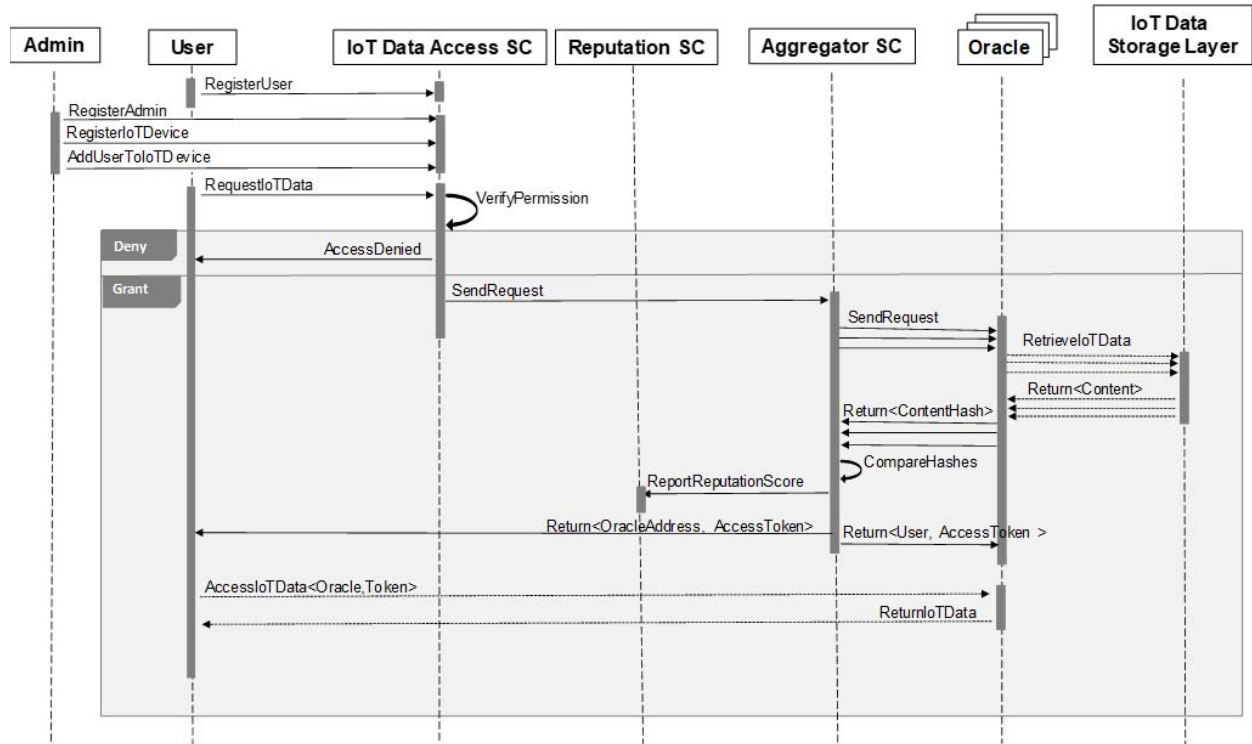 Admin
User
IoT Data Access SC
Reputation SC
Aggregator SC
Oracle
IoT Data
Storage Layer
RegisterUser
RegisterAdmin
RegisterIoTDevice
AddUserToIoTDevice
RequestIoTData
VerifyPermission
Deny
AccessDenied
Grant
SendRequest
SendRequest
RetrieveIoTData
Return<Content>
Return<ContentHash>
CompareHashes
ReportReputationScore
Return<OracleAddress, AccessToken>
Return<User, AccessToken >
AccessIoTData<Oracle,Token>
ReturnIoTData